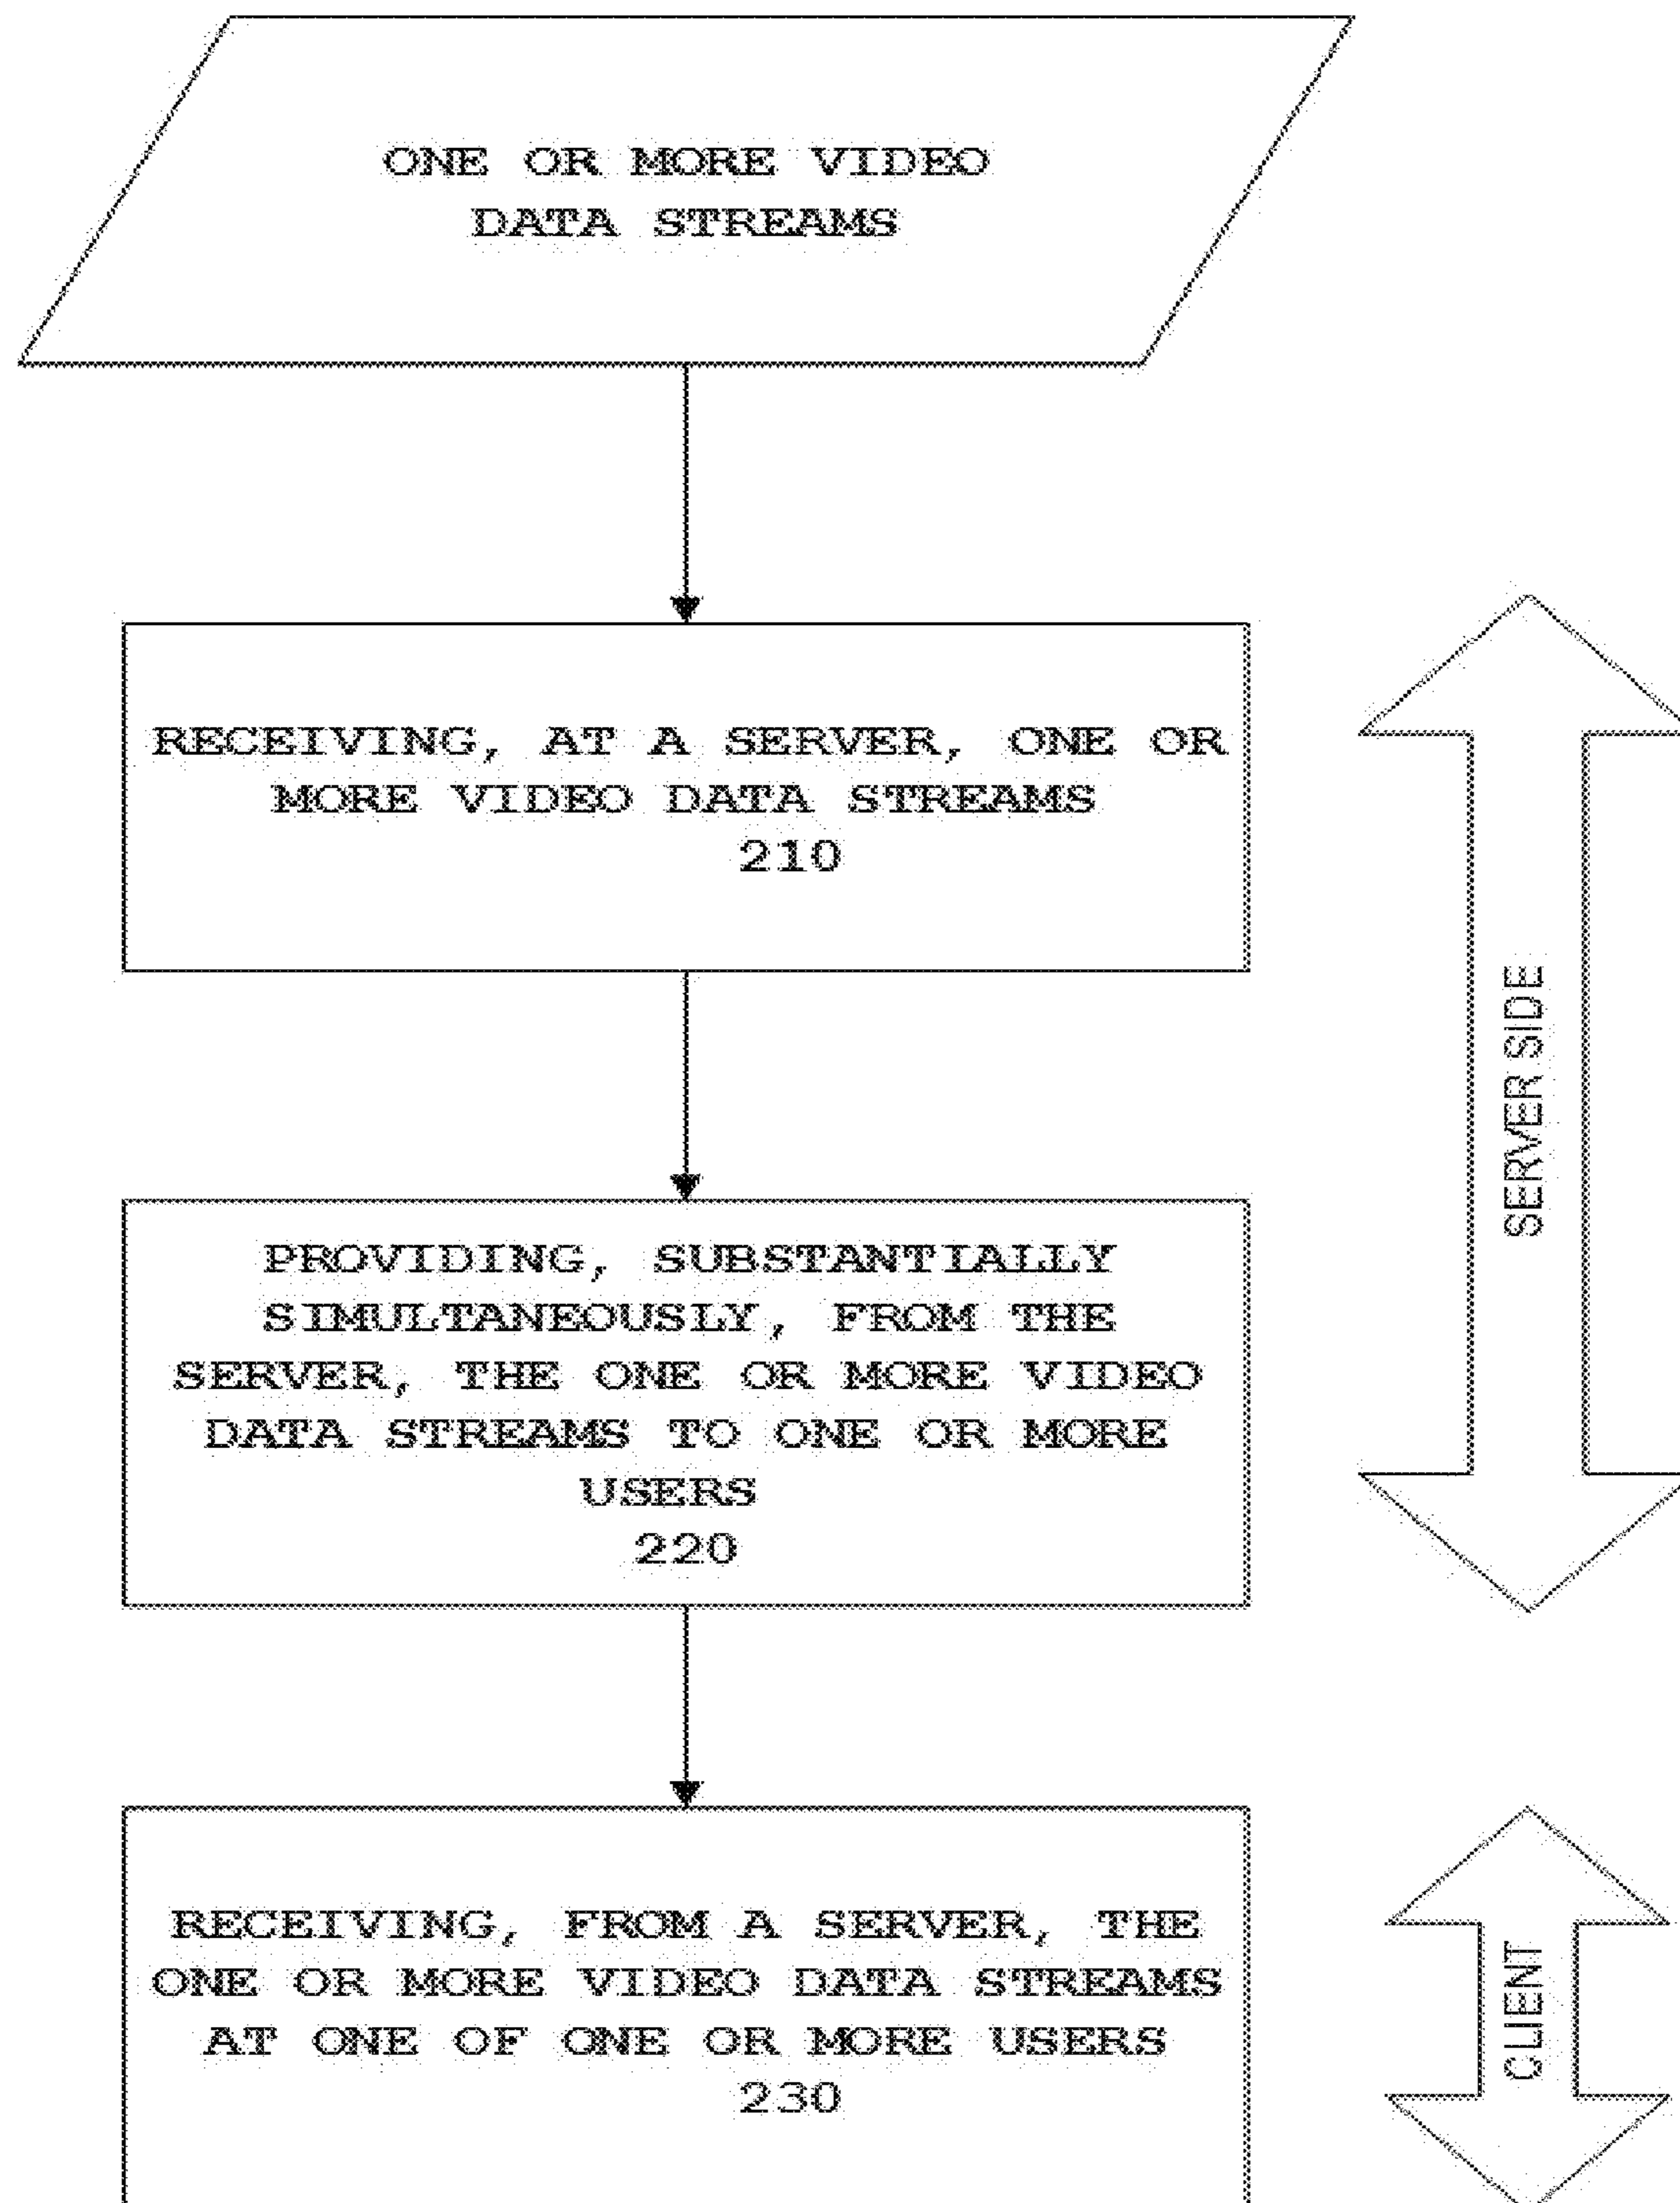 ONE OR MORE VIDEO
DATA STREAMS
RECEIVING, AT A SERVER, ONE OR
MORE VIDEO DATA STREAMS
210
SERVER SIDE
PROVIDING, SUBSTANTIALLY
SIMULTANEOUSLY, FROM THE
SERVER, THE ONE OR MORE VIDEO
DATA STREAMS TO ONE OR MORE
USERS
220
RECEIVING, FROM A SERVER, THE
ONE OR MORE VIDEO DATA STREAMS
AT ONE OF ONE OR MORE USERS
230
CLIENT